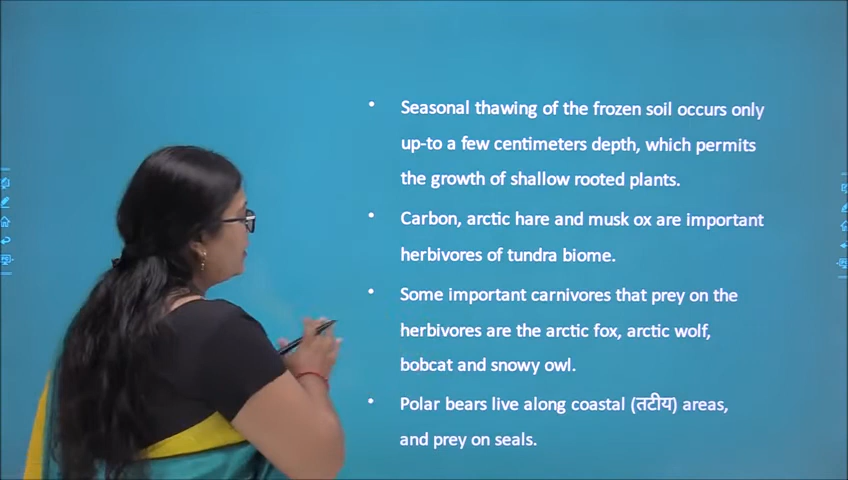 • Seasonal thawing of the frozen soil occurs only
up-to a few centimeters depth, which permits
the growth of shallow rooted plants.
• Carbon, arctic hare and musk ox are important
herbivores of tundra biome.
• Some important carnivores that prey on the
herbivores are the arctic fox, arctic wolf,
bobcat and snowy owl.
• Polar bears live along coastal (तटीय) areas,
and prey on seals.